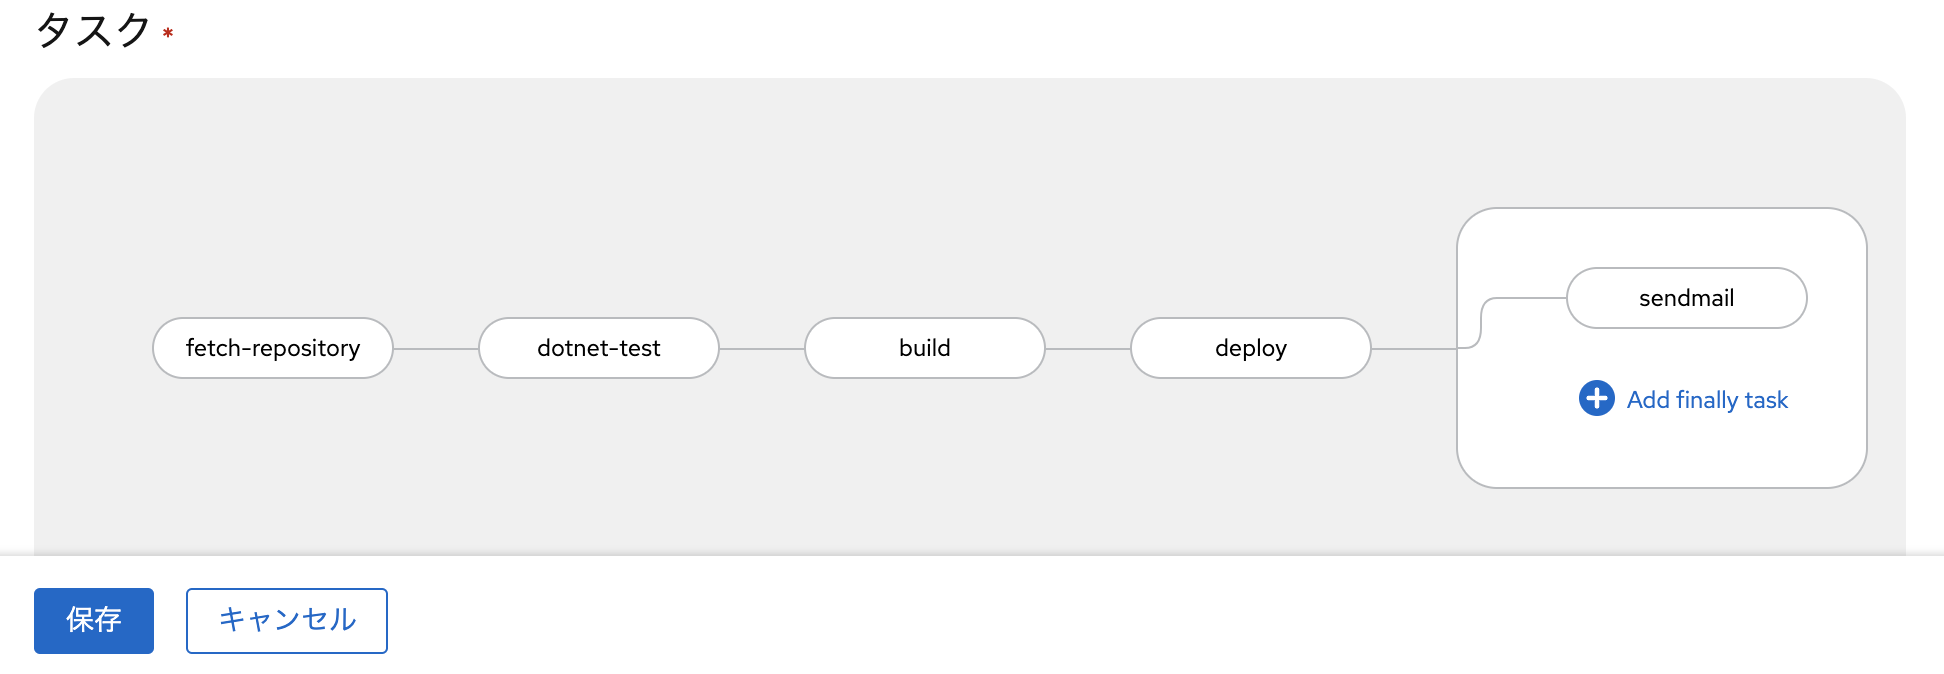 タスク *
fetch-repository
dotnet-test
build
deploy
sendmail
Add finally task
保存
キャンセル